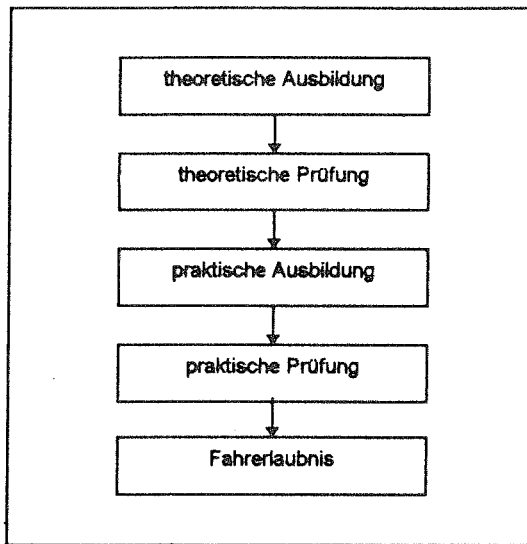 theoretische Ausbildung
theoretische Prüfung
praktische Ausbildung
praktische Prüfung
Fahrerlaubnis